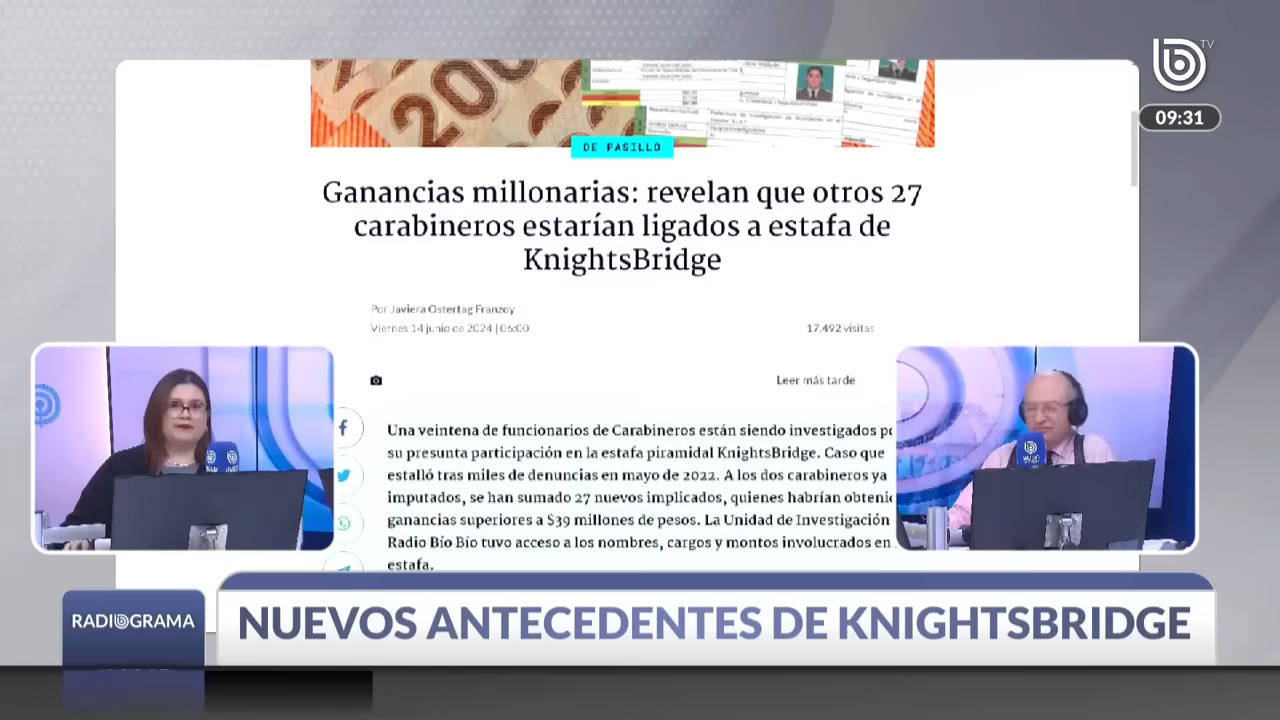 TV
09:31
200
DE PASILLO
Ganancias millonarias: revelan que otros 27
carabineros estarían ligados a estafa de
KnightsBridge
Por Javiera Ostertag Franzoy
Viernes 14 junio de 2024 | 06:00
17.492 visitas
Leer más tarde
Una veintena de funcionarios de Carabineros están siendo investigados po
su presunta participación en la estafa piramidal KnightsBridge. Caso que
estalló tras miles de denuncias en mayo de 2022. A los dos carabineros ya
imputados, se han sumado 27 nuevos implicados, quienes habrían obtenid
ganancias superiores a $39 millones de pesos. La Unidad de Investigación
Radio Bío Bío tuvo acceso a los nombres, cargos y montos involucrados en
estafa.
RADIOGRAMA
NUEVOS ANTECEDENTES DE KNIGHTSBRIDGE